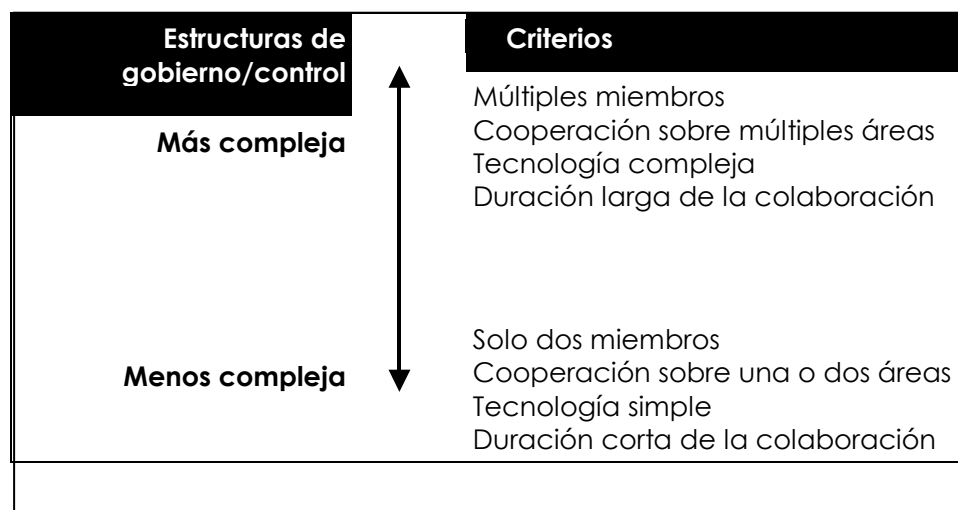 Estructuras de
gobierno/control
Criterios
Más compleja
Múltiples miembros
Cooperación sobre múltiples áreas
Tecnología compleja
Duración larga de la colaboración
Menos compleja
Solo dos miembros
Cooperación sobre una o dos áreas
Tecnología simple
Duración corta de la colaboración